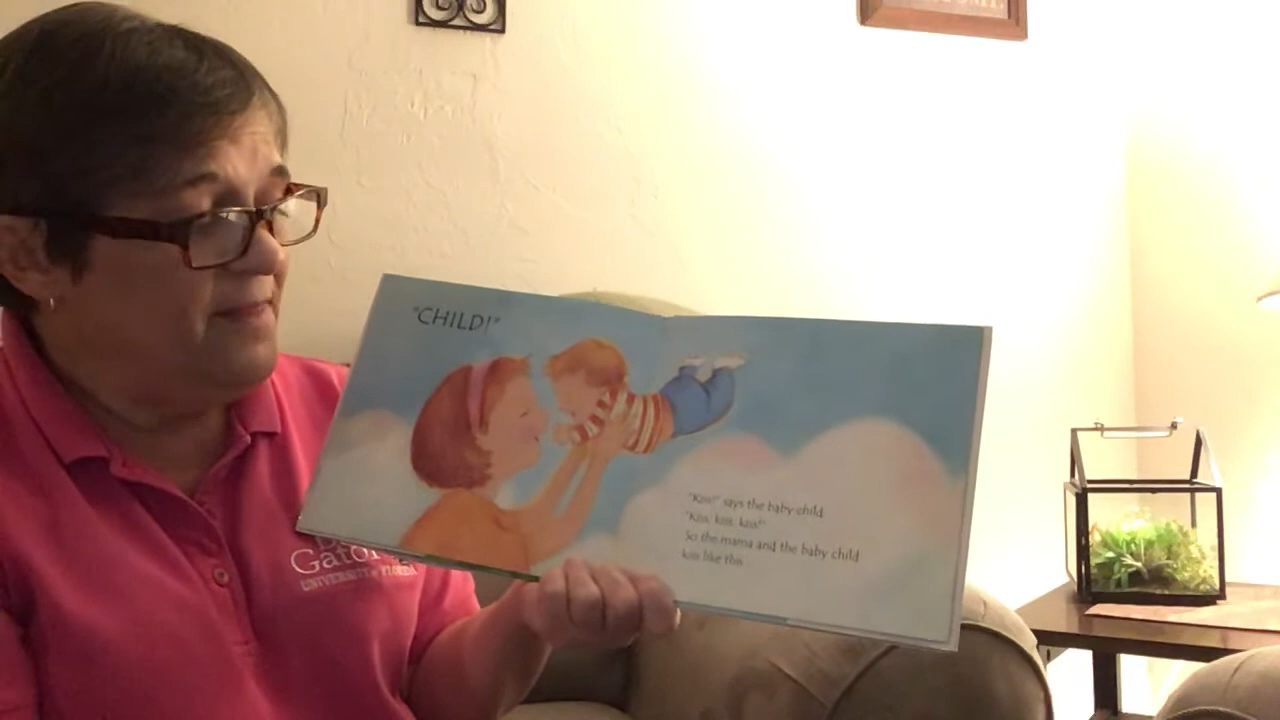 "CHILD!"
"Kiss!" says the baby child.
"Kiss, kiss, kiss!"
So the mama and the baby child
kiss like this.
Gators
UNIVERSITY of FLORIDA